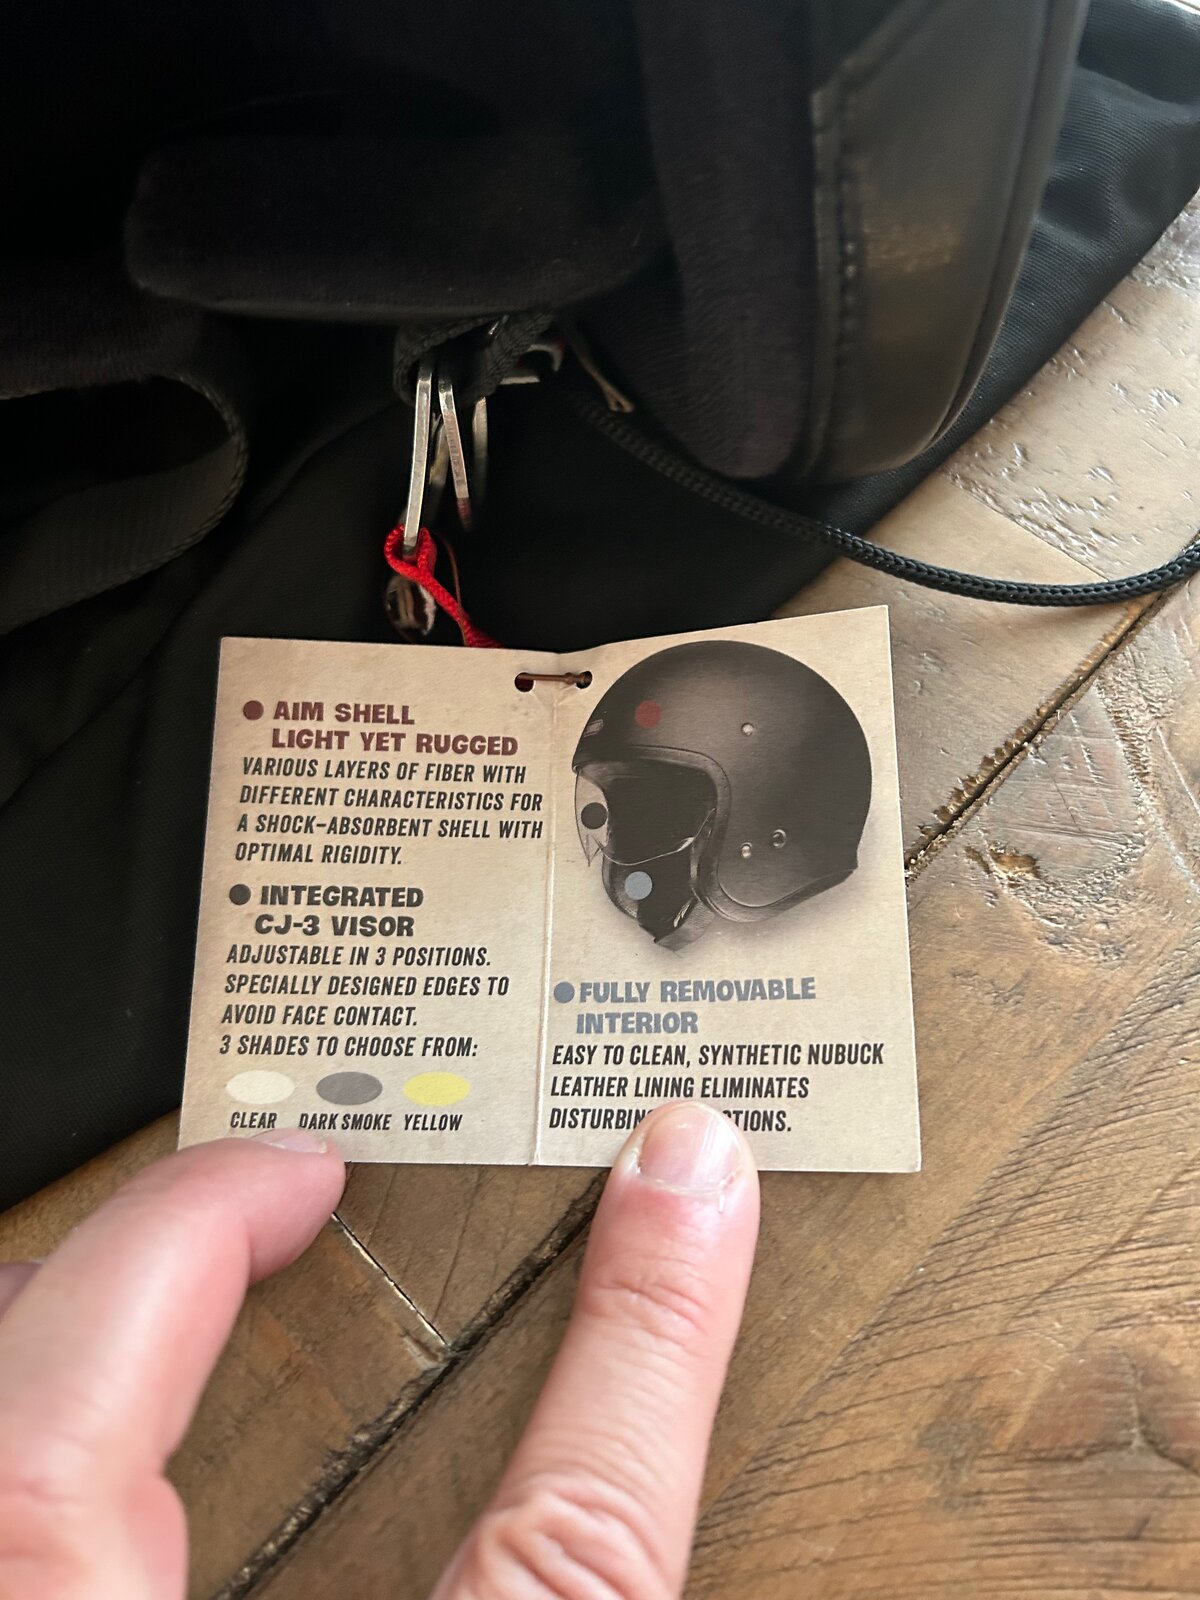 AIM SHELL
LIGHT YET RUGGED
VARIOUS LAYERS OF FIBER WITH
DIFFERENT CHARACTERISTICS FOR
A SHOCK-ABSORBENT SHELL WITH
OPTIMAL RIGIDITY.
INTEGRATED
CJ-3 VISOR
ADJUSTABLE IN 3 POSITIONS.
SPECIALLY DESIGNED EDGES TO
AVOID FACE CONTACT.
3 SHADES TO CHOOSE FROM:
CLEAR DARK SMOKE YELLOW
FULLY REMOVABLE
INTERIOR
EASY TO CLEAN, SYNTHETIC NUBUCK
LEATHER LINING ELIMINATES